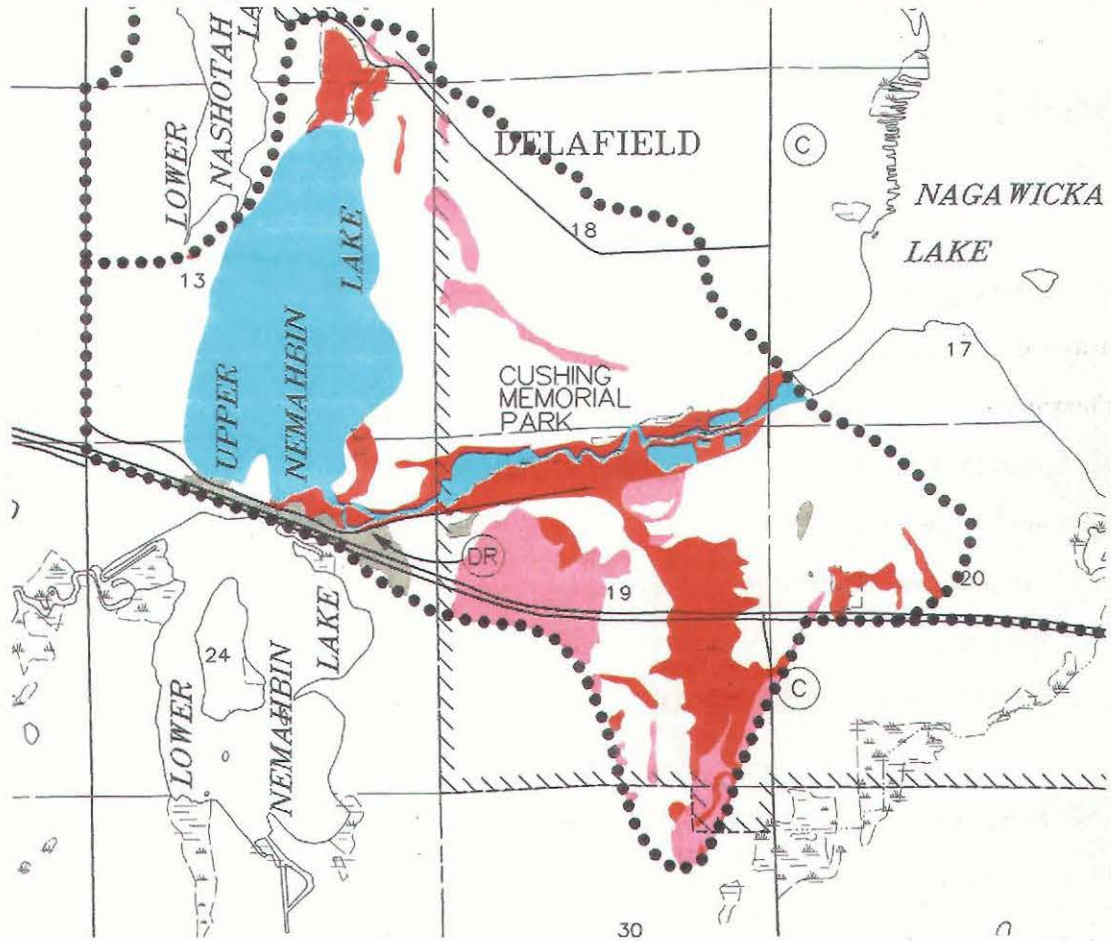 LOWER
NASHOTAH
LA
DELAFIELD
C
NAGAWICKA
LAKE
18
13
17
UPPER
NEMAHBIN
LAKE
CUSHING
MEMORIAL
PARK
DR
19
20
24
LOWER
NEMAHBIN
LAKE
C
30